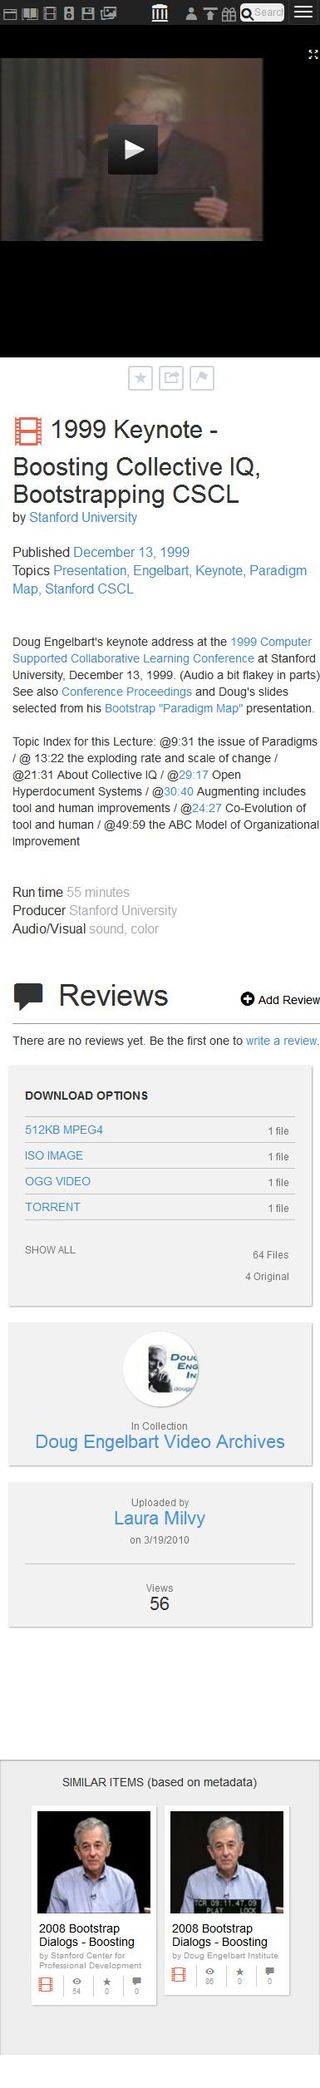 Search
1999 Keynote -
Boosting Collective IQ,
Bootstrapping CSCL
by Stanford University
Published December 13, 1999
Topics Presentation, Engelbart, Keynote, Paradigm
Map, Stanford CSCL
Doug Engelbart's keynote address at the 1999 Computer
Supported Collaborative Learning Conference at Stanford
University, December 13, 1999. (Audio a bit flakey in parts)
See also Conference Proceedings and Doug's slides
selected from his Bootstrap "Paradigm Map" presentation.
Topic Index for this Lecture: @9:31 the issue of Paradigms
/ @ 13:22 the exploding rate and scale of change /
@21:31 About Collective IQ / @29:17 Open
Hyperdocument Systems / @30:40 Augmenting includes
tool and human improvements / @24:27 Co-Evolution of
tool and human / @49:59 the ABC Model of Organizational
Improvement
Run time 55 minutes
Producer Stanford University
Audio/Visual sound, color
Reviews
Add Review
There are no reviews yet. Be the first one to write a review.
DOWNLOAD OPTIONS
512KB MPEG4 1 file
ISO IMAGE 1 file
OGG VIDEO 1 file
TORRENT 1 file
SHOW ALL 64 Files
4 Original
Doug
Eng
In
doug
In Collection
Doug Engelbart Video Archives
Uploaded by
Laura Milvy
on 3/19/2010
Views
56
SIMILAR ITEMS (based on metadata)
2008 Bootstrap
Dialogs - Boosting
by Stanford Center for
Professional Development
54 0 0
TCR 09:11:47.09
PLAY LOCK
2008 Bootstrap
Dialogs - Boosting
by Doug Engelbart Institute
86 0 0